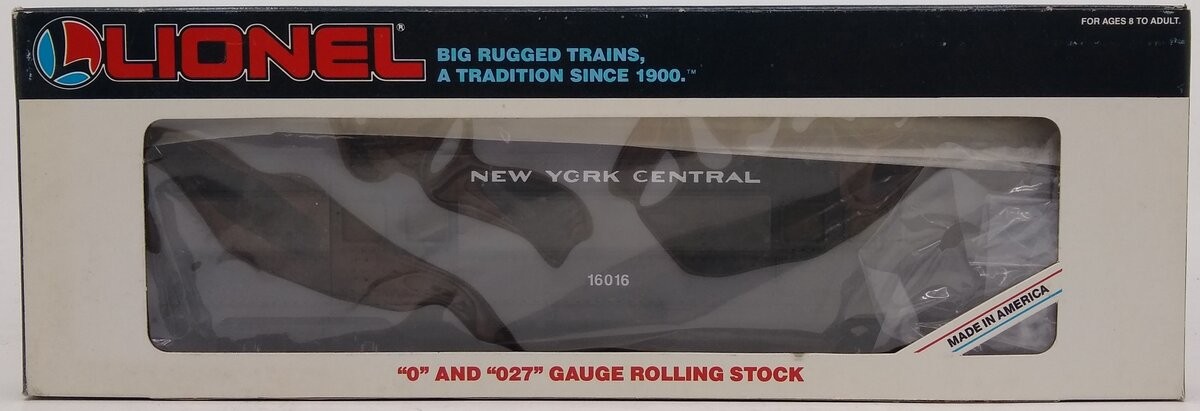 LIONEL®
BIG RUGGED TRAINS,
A TRADITION SINCE 1900.™
FOR AGES 8 TO ADULT.
NEW YORK CENTRAL
16016
MADE IN AMERICA
"0" AND "027" GAUGE ROLLING STOCK